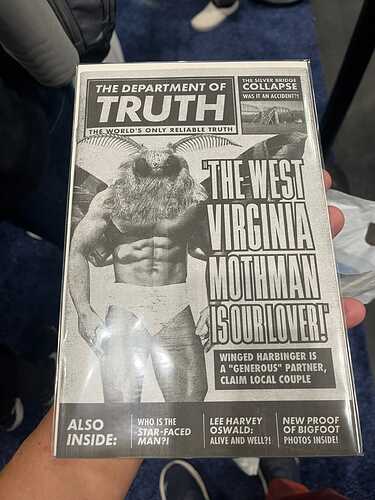 THE DEPARTMENT OF
TRUTH
THE WORLD'S ONLY RELIABLE TRUTH
THE SILVER BRIDGE
COLLAPSE
WAS IT AN ACCIDENT?!
"THE WEST
VIRGINIA
MOTHMAN
IS OUR LOVER!"
WINGED HARBINGER IS
A "GENEROUS" PARTNER,
CLAIM LOCAL COUPLE
ALSO
INSIDE:
WHO IS THE
STAR-FACED
MAN?!
LEE HARVEY
OSWALD:
ALIVE AND WELL?!
NEW PROOF
OF BIGFOOT
PHOTOS INSIDE!